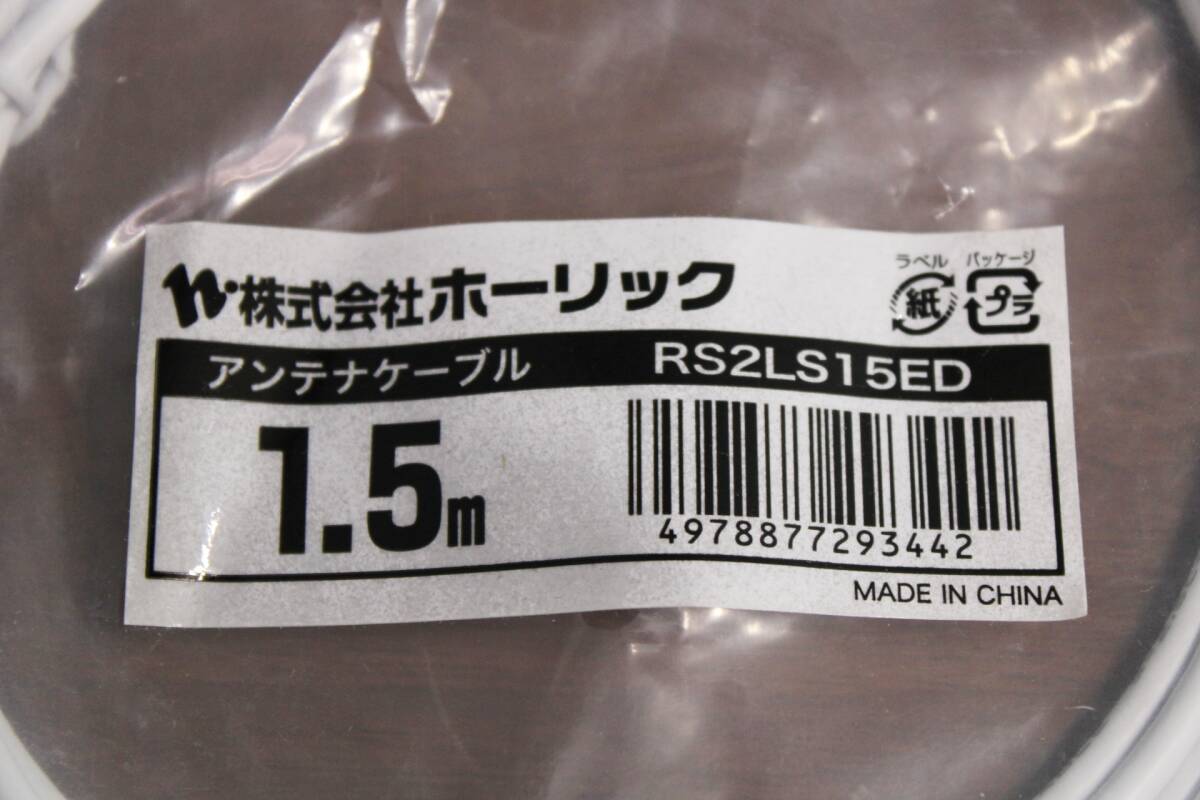 株式会社ホーリック
ラベル パッケージ
紙 プラ
アンテナケーブル RS2LS15ED
1.5m
4978877293442
MADE IN CHINA